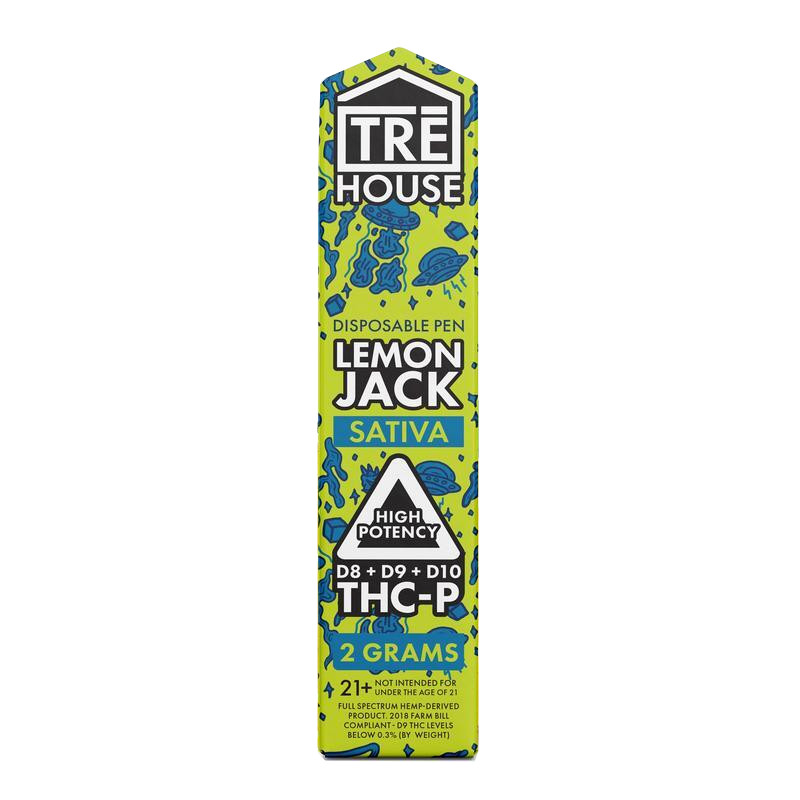 TRĒ
HOUSE
DISPOSABLE PEN
LEMON
JACK
SATIVA
HIGH
POTENCY
D8 + D9 + D10
THC-P
2 GRAMS
21+ NOT INTENDED FOR
UNDER THE AGE OF 21
FULL SPECTRUM HEMP-DERIVED
PRODUCT. 2018 FARM BILL
COMPLIANT - D9 THC LEVELS
BELOW 0.3% (BY WEIGHT)